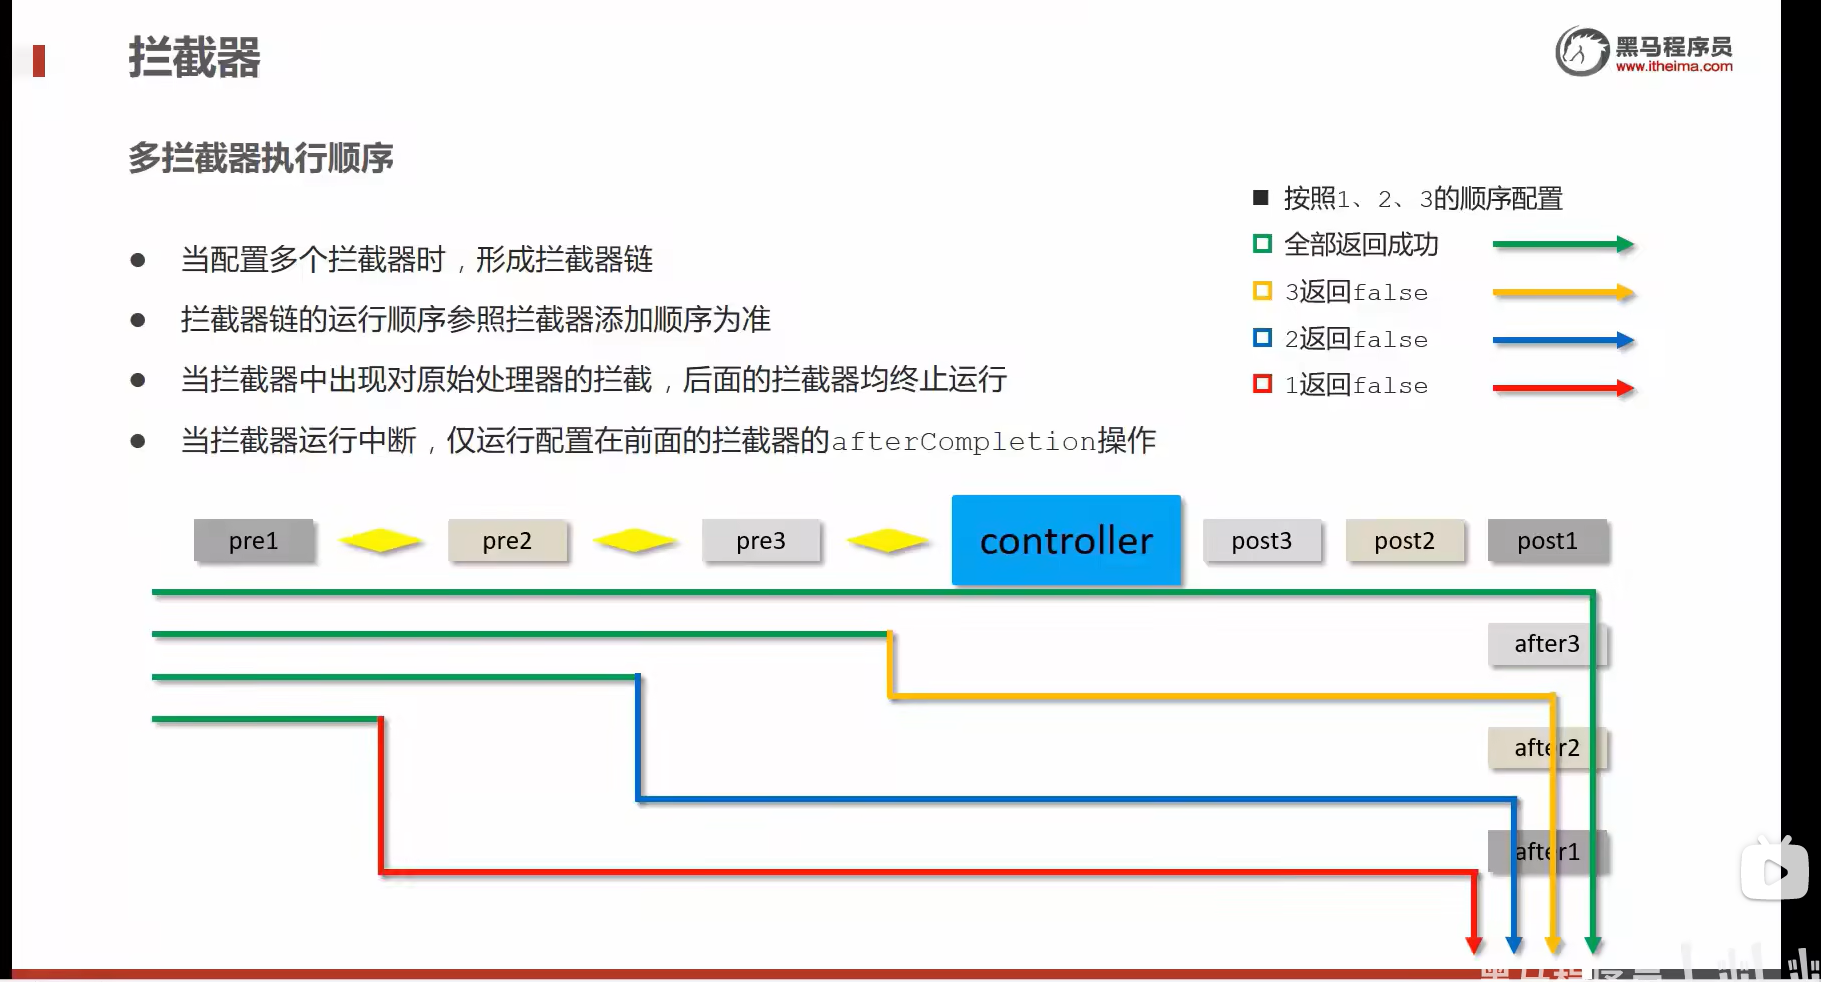 拦截器
黑马程序员
www.itheima.com
多拦截器执行顺序
当配置多个拦截器时，形成拦截器链
拦截器链的运行顺序参照拦截器添加顺序为准
当拦截器中出现对原始处理器的拦截，后面的拦截器均终止运行
当拦截器运行中断，仅运行配置在前面的拦截器的afterCompletion操作
按照1、2、3的顺序配置
全部返回成功
3返回false
2返回false
1返回false
pre1
pre2
pre3
controller
post3
post2
post1
after3
after2
after1